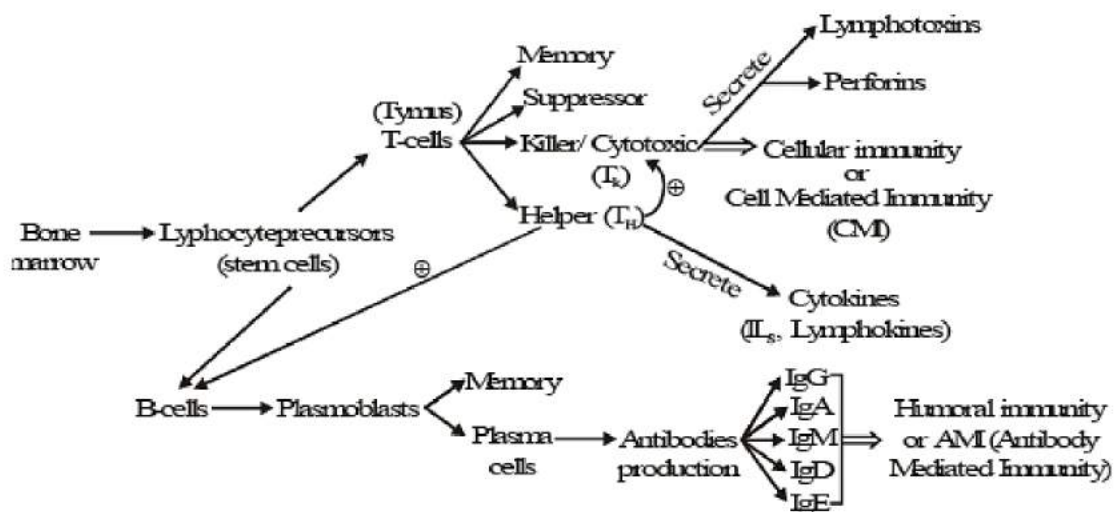 Lymphotoxins
Memory
Secrete
Perforins
(Tymus)
T-cells
Suppressor
Killer/ Cytotoxic
(Tk)
⊕
Cellular immunity
or
Cell Mediated Immunity
(CMI)
Helper (TH)
Bone
marrow
Lyphocyteprecursors
(stem cells)
⊕
Secrete
Cytokines
(ILS, Lymphokines)
B-cells
Plasmoblasts
Memory
Plasma
cells
Antibodies
production
IgG
IgA
IgM
IgD
IgE
Humoral immunity
or AMI (Antibody
Mediated Immunity)